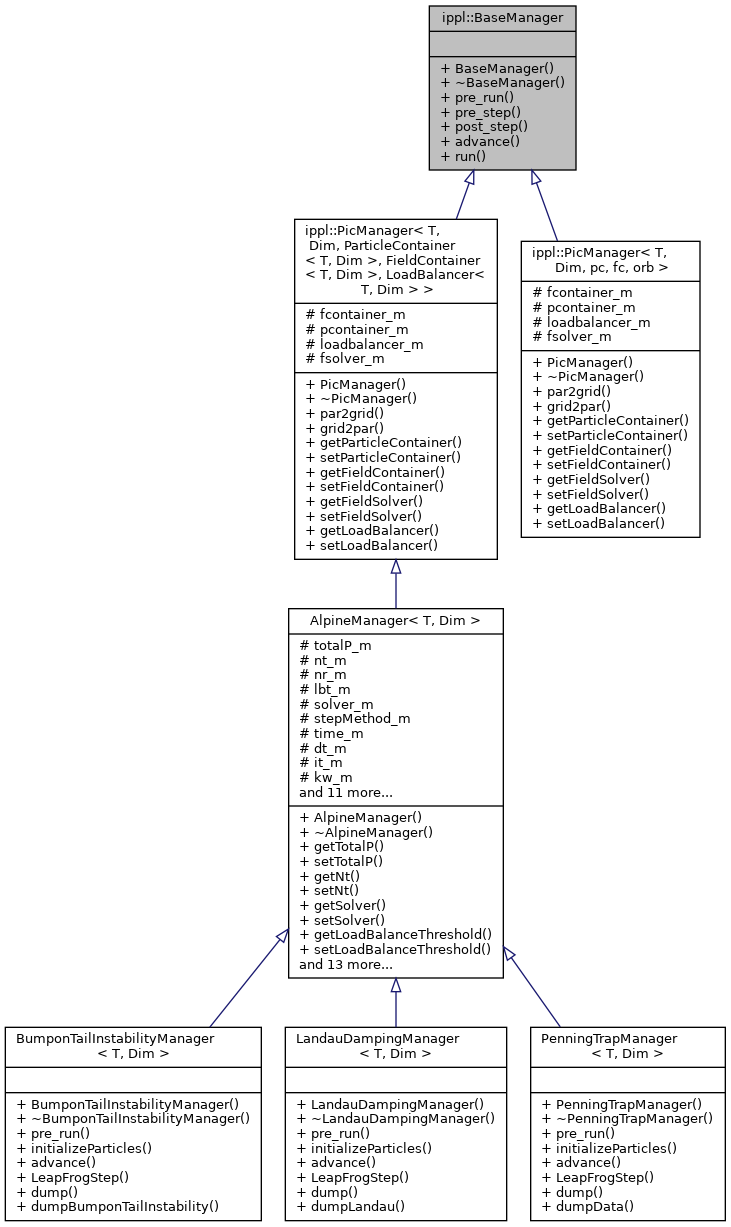 ippl::BaseManager
+ BaseManager()
+ ~BaseManager()
+ pre_run()
+ pre_step()
+ post_step()
+ advance()
+ run()
ippl::PicManager< T,
Dim, ParticleContainer
< T, Dim >, FieldContainer
< T, Dim >, LoadBalancer<
T, Dim > >
# fcontainer_m
# pcontainer_m
# loadbalancer_m
# fsolver_m
+ PicManager()
+ ~PicManager()
+ par2grid()
+ grid2par()
+ getParticleContainer()
+ setParticleContainer()
+ getFieldContainer()
+ setFieldContainer()
+ getFieldSolver()
+ setFieldSolver()
+ getLoadBalancer()
+ setLoadBalancer()
ippl::PicManager< T,
Dim, pc, fc, orb >
# fcontainer_m
# pcontainer_m
# loadbalancer_m
# fsolver_m
+ PicManager()
+ ~PicManager()
+ par2grid()
+ grid2par()
+ getParticleContainer()
+ setParticleContainer()
+ getFieldContainer()
+ setFieldContainer()
+ getFieldSolver()
+ setFieldSolver()
+ getLoadBalancer()
+ setLoadBalancer()
AlpineManager< T, Dim >
# totalP_m
# nt_m
# nr_m
# lbt_m
# solver_m
# stepMethod_m
# time_m
# dt_m
# it_m
# kw_m
and 11 more...
+ AlpineManager()
+ ~AlpineManager()
+ getTotalP()
+ setTotalP()
+ getNt()
+ setNt()
+ getSolver()
+ setSolver()
+ getLoadBalanceThreshold()
+ setLoadBalanceThreshold()
and 13 more...
BumponTailInstabilityManager
< T, Dim >
+ BumponTailInstabilityManager()
+ ~BumponTailInstabilityManager()
+ pre_run()
+ initializeParticles()
+ advance()
+ LeapFrogStep()
+ dump()
+ dumpBumponTailInstability()
LandauDampingManager
< T, Dim >
+ LandauDampingManager()
+ ~LandauDampingManager()
+ pre_run()
+ initializeParticles()
+ advance()
+ LeapFrogStep()
+ dump()
+ dumpLandau()
PenningTrapManager
< T, Dim >
+ PenningTrapManager()
+ ~PenningTrapManager()
+ pre_run()
+ initializeParticles()
+ advance()
+ LeapFrogStep()
+ dump()
+ dumpData()